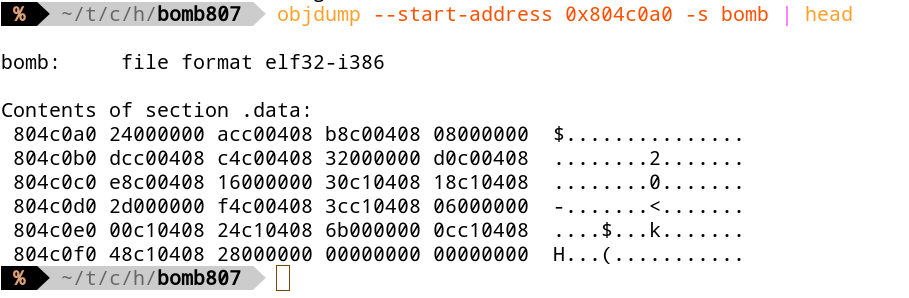 % ~/t/c/h/bomb807 objdump --start-address 0x804c0a0 -s bomb | head

bomb:     file format elf32-i386

Contents of section .data:
 804c0a0 24000000 acc00408 b8c00408 08000000  $...............
 804c0b0 dcc00408 c4c00408 32000000 d0c00408  ........2.......
 804c0c0 e8c00408 16000000 30c10408 18c10408  ........0.......
 804c0d0 2d000000 f4c00408 3cc10408 06000000  -.......<.......
 804c0e0 00c10408 24c10408 6b000000 0cc10408  ....$...k.......
 804c0f0 48c10408 28000000 00000000 00000000  H...(...........
% ~/t/c/h/bomb807